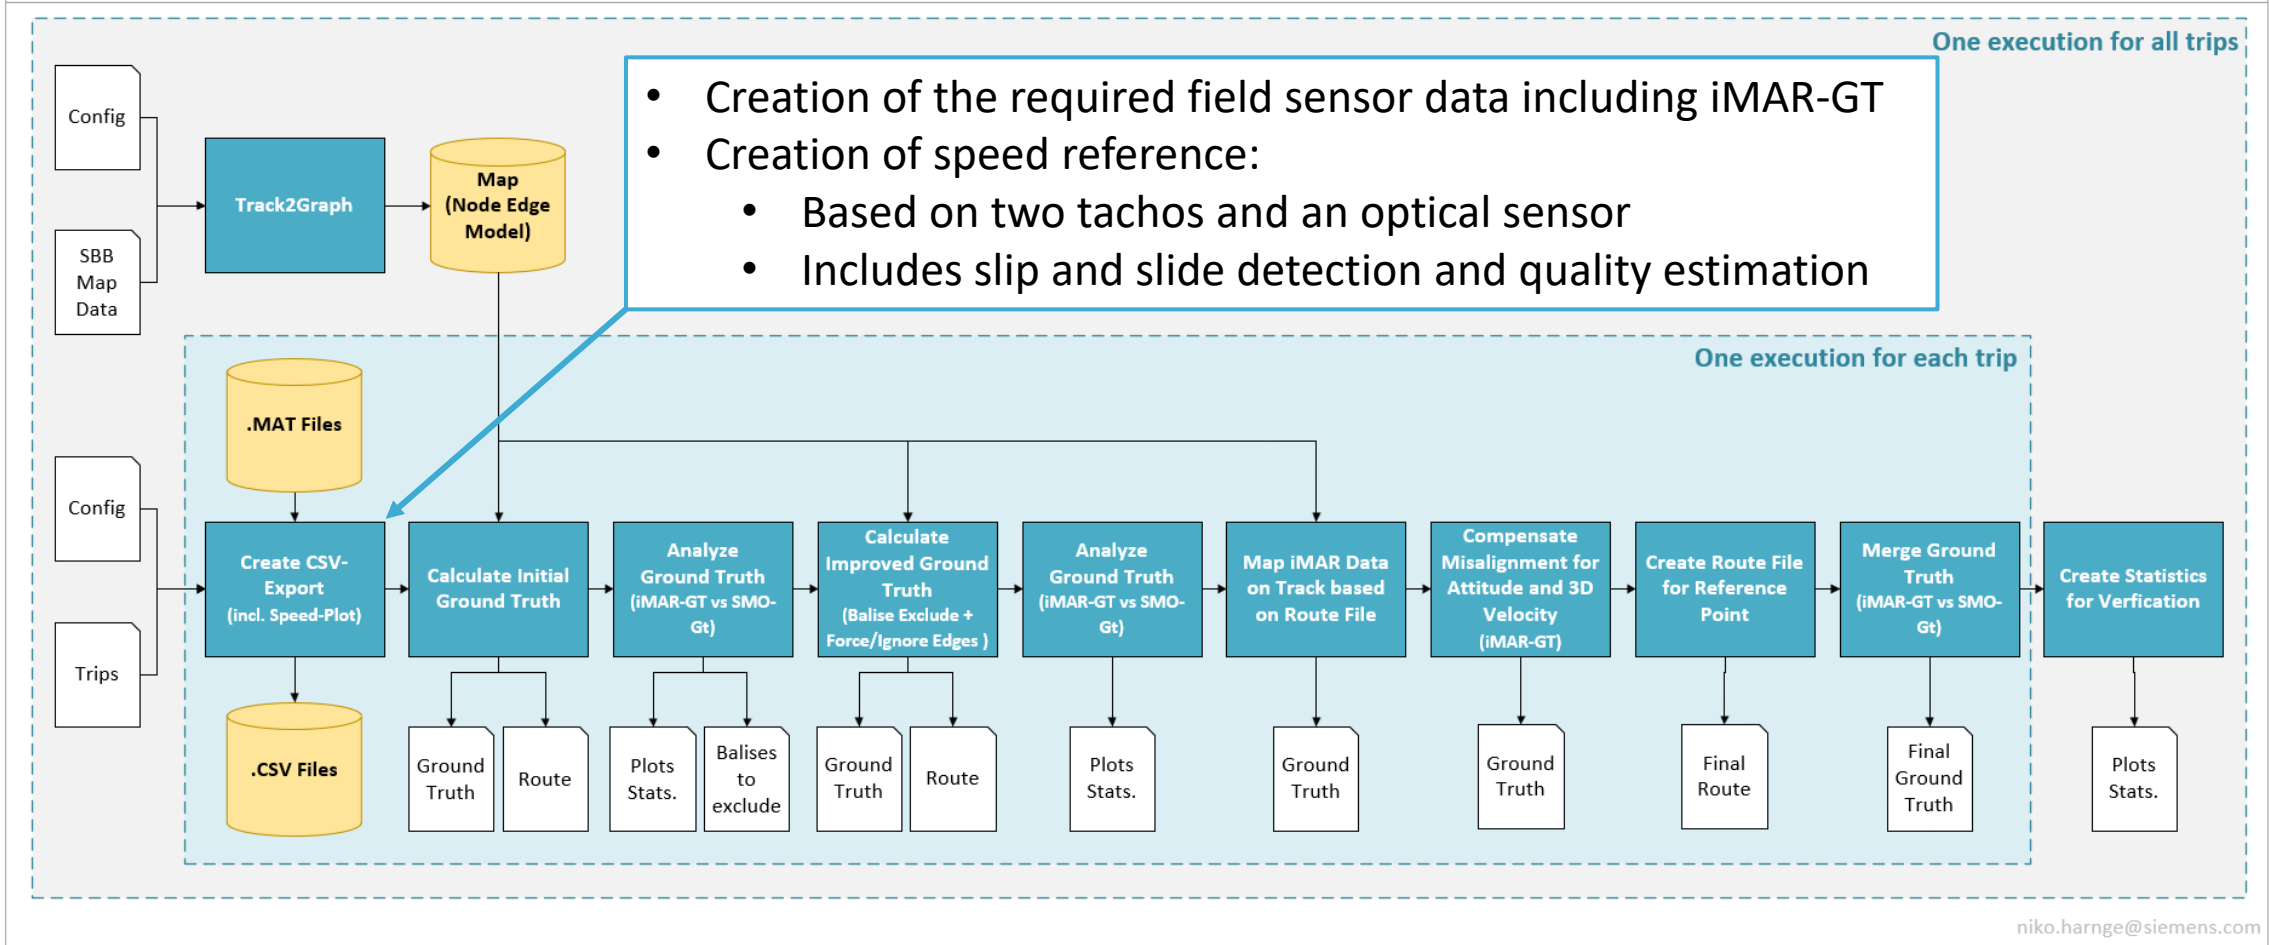 One execution for all trips
Config
SBB
Map
Data
Track2Graph
Map
(Node Edge
Model)
• Creation of the required field sensor data including iMAR-GT
• Creation of speed reference:
• Based on two tachos and an optical sensor
• Includes slip and slide detection and quality estimation
One execution for each trip
.MAT Files
Config
Trips
Create CSV-
Export
(incl. Speed-Plot)
Calculate Initial
Ground Truth
Analyze
Ground Truth
(iMAR-GT vs SMO-
Gt)
Calculate
Improved Ground
Truth
(Balise Exclude +
Force/Ignore Edges )
Analyze
Ground Truth
(iMAR-GT vs SMO-
Gt)
Map iMAR Data
on Track based
on Route File
Compensate
Misalignment for
Attitude and 3D
Velocity
(iMAR-GT)
Create Route File
for Reference
Point
Merge Ground
Truth
(iMAR-GT vs SMO-
Gt)
Create Statistics
for Verfication
.CSV Files
Ground
Truth
Route
Plots
Stats.
Balises
to
exclude
Ground
Truth
Route
Plots
Stats.
Ground
Truth
Ground
Truth
Final
Route
Final
Ground
Truth
Plots
Stats.
niko.harnge@siemens.com